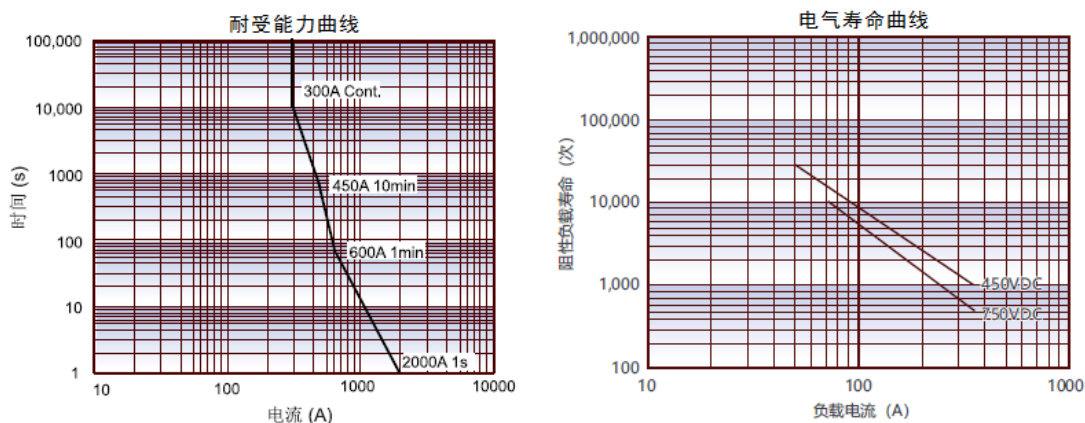 耐受能力曲线
100,000
10,000
1000
100
10
1
时间 (s)
300A Cont.
450A 10min
600A 1min
2000A 1s
10
100
1000
10000
电流 (A)
电气寿命曲线
1,000,000
100,000
10,000
1,000
100
阻性负载寿命（次）
450VDC
750VDC
10
100
1000
负载电流（A）